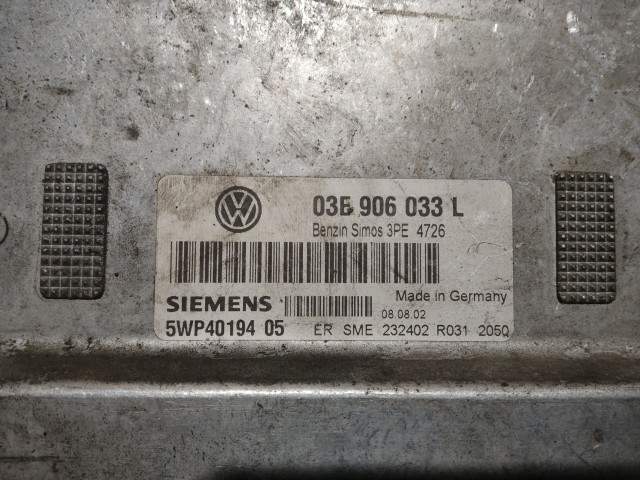 03E 906 033 L
Benzin Simos 3PE 4726
SIEMENS
Made in Germany
08.08.02
5WP40194 05 ER SME 232402 R031 205Q